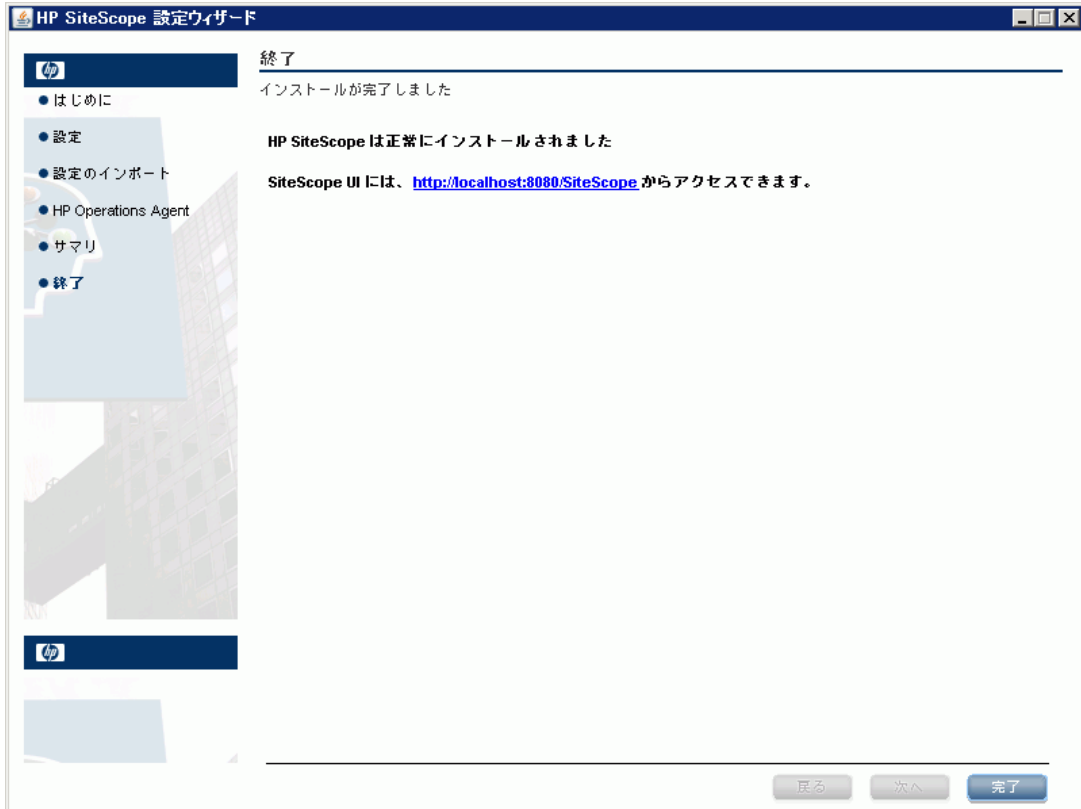 HP SiteScope 設定ウィザード
hp
はじめに
設定
設定のインポート
HP Operations Agent
サマリ
終了
hp
終了
インストールが完了しました
HP SiteScope は正常にインストールされました
SiteScope UI には、http://localhost:8080/SiteScope からアクセスできます。
戻る 次へ 完了